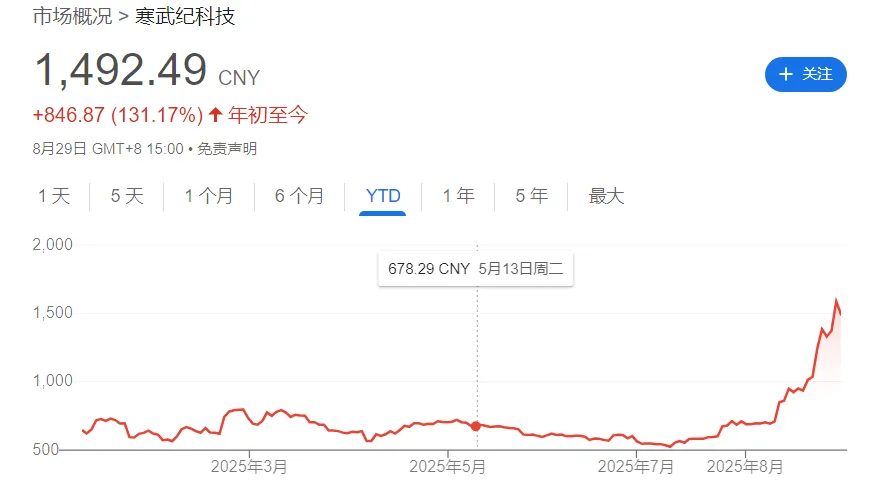 市场概况 > 寒武纪科技
1,492.49 CNY
+ 关注
+846.87 (131.17%) 年初至今
8月29日 GMT+8 15:00 • 免责声明
1 天 5 天 1 个月 6 个月 YTD 1 年 5 年 最大
2,000
678.29 CNY 5月13日周二
1,500
1,000
500
2025年3月 2025年5月 2025年7月 2025年8月